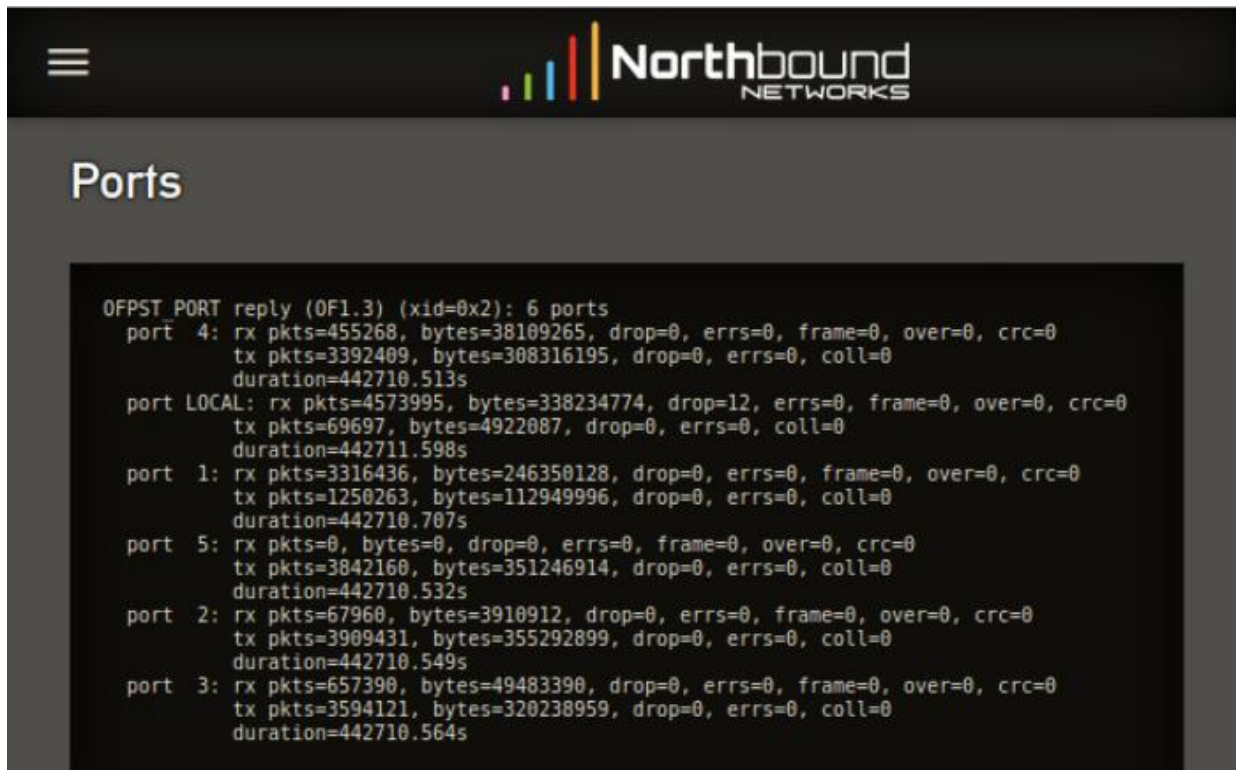 Northbound
NETWORKS
Ports
OFPST_PORT reply (OF1.3) (xid=0x2): 6 ports
port 4: rx pkts=455268, bytes=38109265, drop=0, errs=0, frame=0, over=0, crc=0
tx pkts=3392409, bytes=308316195, drop=0, errs=0, coll=0
duration=442710.513s
port LOCAL: rx pkts=4573995, bytes=338234774, drop=12, errs=0, frame=0, over=0, crc=0
tx pkts=69697, bytes=4922087, drop=0, errs=0, coll=0
duration=442711.598s
port 1: rx pkts=3316436, bytes=246350128, drop=0, errs=0, frame=0, over=0, crc=0
tx pkts=1250263, bytes=112949996, drop=0, errs=0, coll=0
duration=442710.707s
port 5: rx pkts=0, bytes=0, drop=0, errs=0, frame=0, over=0, crc=0
tx pkts=3842160, bytes=351246914, drop=0, errs=0, coll=0
duration=442710.532s
port 2: rx pkts=67960, bytes=3910912, drop=0, errs=0, frame=0, over=0, crc=0
tx pkts=3909431, bytes=355292899, drop=0, errs=0, coll=0
duration=442710.549s
port 3: rx pkts=657390, bytes=49483390, drop=0, errs=0, frame=0, over=0, crc=0
tx pkts=3594121, bytes=320238959, drop=0, errs=0, coll=0
duration=442710.564s